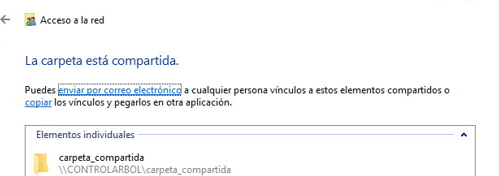 Acceso a la red
La carpeta está compartida.
Puedes enviar por correo electrónico a cualquier persona vínculos a estos elementos compartidos o
copiar los vínculos y pegarlos en otra aplicación.
Elementos individuales
carpeta_compartida
\\CONTROLARBOL\carpeta_compartida